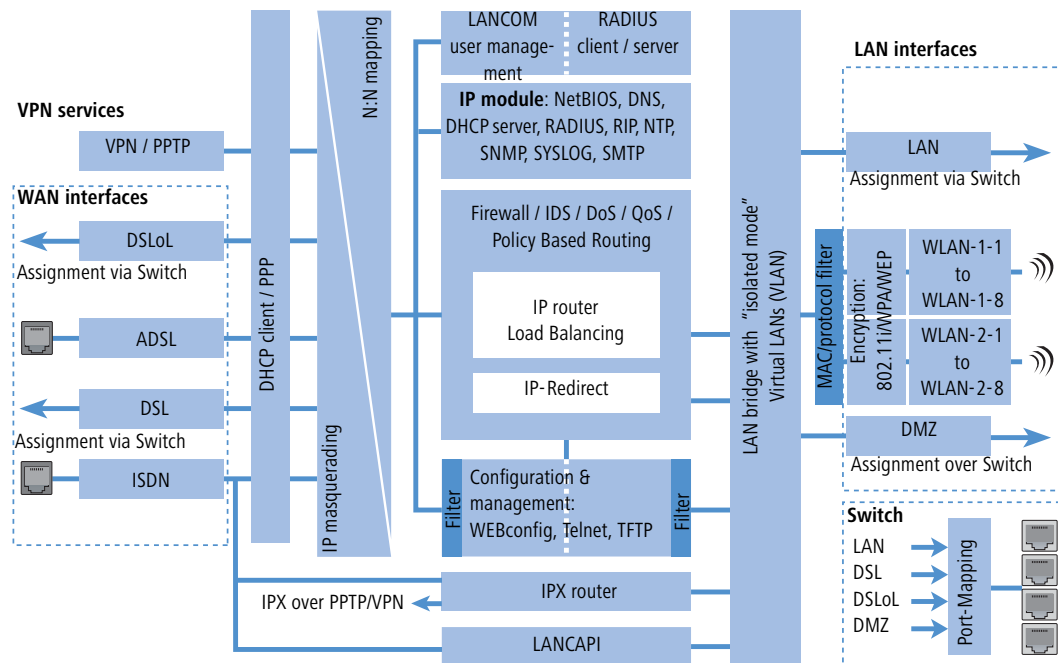 VPN services
VPN / PPTP
WAN interfaces
DSLoL
Assignment via Switch
ADSL
DSL
Assignment via Switch
ISDN
DHCP client / PPP
IP masquerading
N:N mapping
LANCOM
user manage-
ment
RADIUS
client / server
IP module: NetBIOS, DNS,
DHCP server, RADIUS, RIP, NTP,
SNMP, SYSLOG, SMTP
Firewall / IDS / DoS / QoS /
Policy Based Routing
IP router
Load Balancing
IP-Redirect
Filter
Configuration &
management:
WEBconfig, Telnet, TFTP
Filter
IPX over PPTP/VPN
IPX router
LANCAPI
LAN bridge with "isolated mode"
Virtual LANs (VLAN)
LAN interfaces
LAN
Assignment via Switch
MAC/protocol filter
Encryption:
802.11i/WPA/WEP
WLAN-1-1
to
WLAN-1-8
WLAN-2-1
to
WLAN-2-8
DMZ
Assignment over Switch
Switch
LAN
DSL
DSLoL
DMZ
Port-Mapping